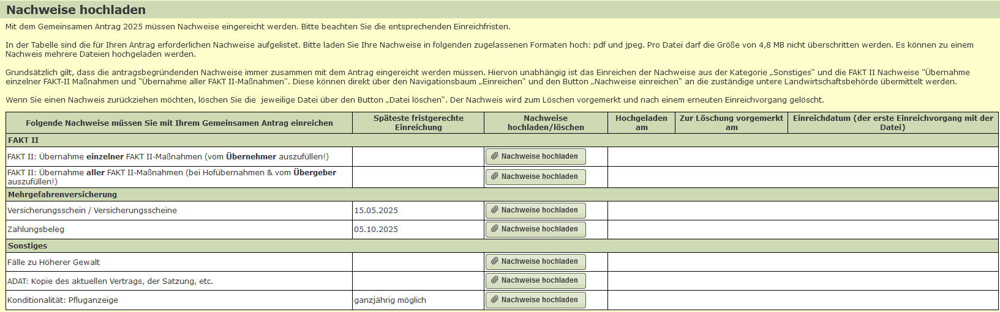 Nachweise hochladen
Mit dem Gemeinsamen Antrag 2025 müssen Nachweise eingereicht werden. Bitte beachten Sie die entsprechenden Einreichfristen.
In der Tabelle sind die für Ihren Antrag erforderlichen Nachweise aufgelistet. Bitte laden Sie Ihre Nachweise in folgenden zugelassenen Formaten hoch: pdf und jpeg. Pro Datei darf die Größe von 4,8 MB nicht überschritten werden. Es können zu einem
Nachweis mehrere Dateien hochgeladen werden.
Grundsätzlich gilt, dass die antragsbegründenden Nachweise immer zusammen mit dem Antrag eingereicht werden müssen. Hiervon unabhängig ist das Einreichen der Nachweise aus der Kategorie „Sonstiges“ und die FAKT II Nachweise "Übernahme
einzelner FAKT-II Maßnahmen und "Übernahme aller FAKT II-Maßnahmen". Diese können direkt über den Navigationsbaum „Einreichen“ und den Button „Nachweise einreichen“ an die zuständige untere Landwirtschaftsbehörde übermittelt werden.
Wenn Sie einen Nachweis zurückziehen möchten, löschen Sie die  jeweilige Datei über den Button „Datei löschen“. Der Nachweis wird zum Löschen vorgemerkt und nach einem erneuten Einreichvorgang gelöscht.
Folgende Nachweise müssen Sie mit Ihrem Gemeinsamen Antrag einreichen
Späteste fristgerechte
Einreichung
Nachweise
hochladen/löschen
Hochgeladen
am
Zur Löschung vorgemerkt
am
Einreichdatum (der erste Einreichvorgang mit der
Datei)
FAKT II
FAKT II: Übernahme einzelner FAKT II-Maßnahmen (vom Übernehmer auszufüllen!)
Nachweise hochladen
FAKT II: Übernahme aller FAKT II-Maßnahmen (bei Hofübernahmen & vom Übergeber
auszufüllen!)
Nachweise hochladen
Mehrgefahrenversicherung
Versicherungsschein / Versicherungsscheine
15.05.2025
Nachweise hochladen
Zahlungsbeleg
05.10.2025
Nachweise hochladen
Sonstiges
Fälle zu Höherer Gewalt
Nachweise hochladen
ADAT: Kopie des aktuellen Vertrags, der Satzung, etc.
Nachweise hochladen
Konditionalität: Pfluganzeige
ganzjährig möglich
Nachweise hochladen